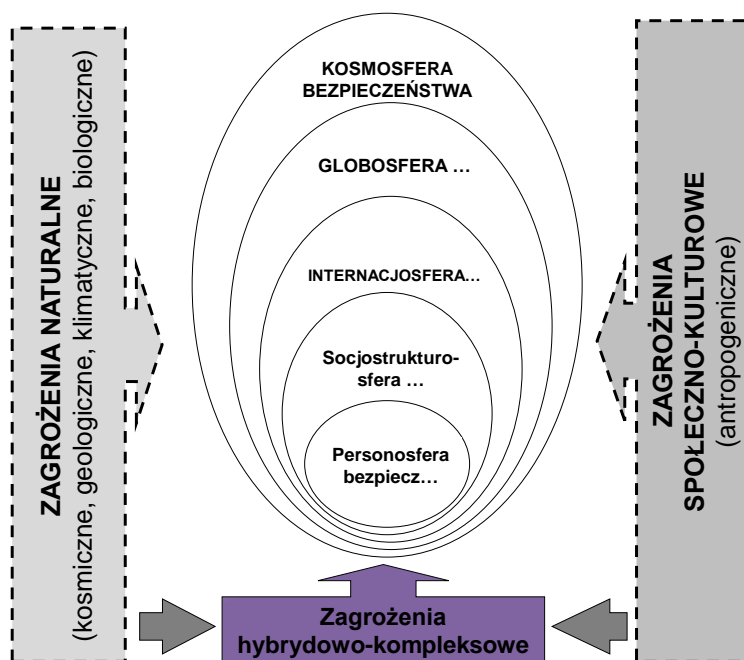 ZAGROŻENIA NATURALNE
(kosmiczne, geologiczne, klimatyczne, biologiczne)
KOSMOSFERA
BEZPIECZEŃSTWA
GLOBOSFERA …
INTERNACJOSFERA…
Socjostrukturo-
sfera …
Personosfera
bezpiecz…
ZAGROŻENIA
SPOŁECZNO-KULTUROWE
(antropogeniczne)
Zagrożenia
hybrydowo-kompleksowe